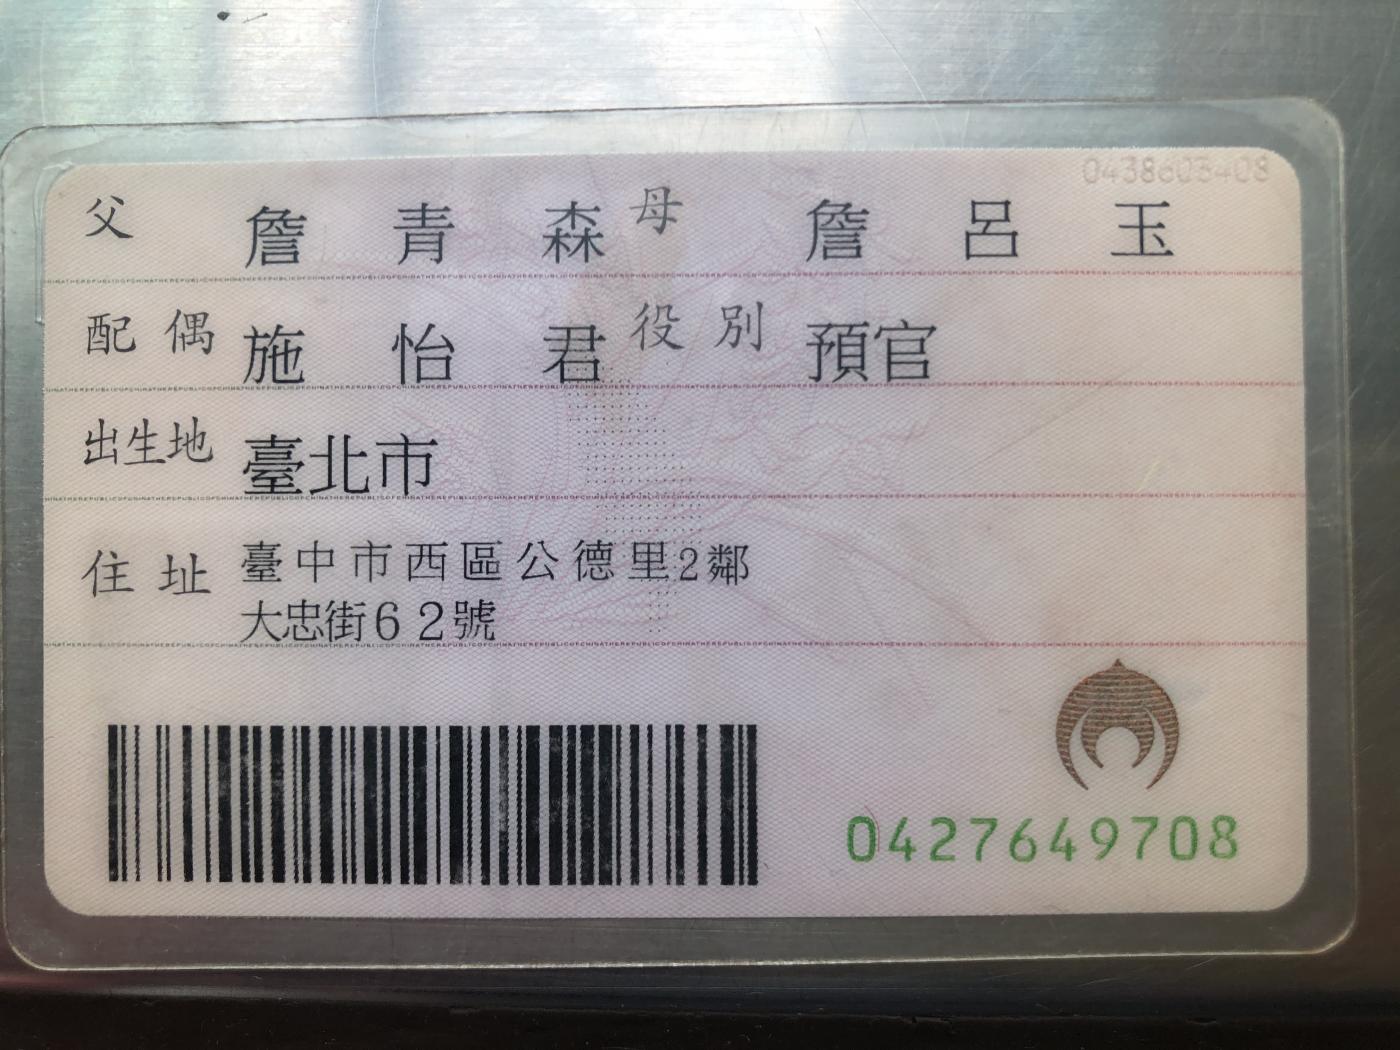 0438603408
父 詹青森 母 詹呂玉
配偶 施怡君 役別 預官
出生地 臺北市
住址 臺中市西區公德里2鄰
大忠街62號
0427649708